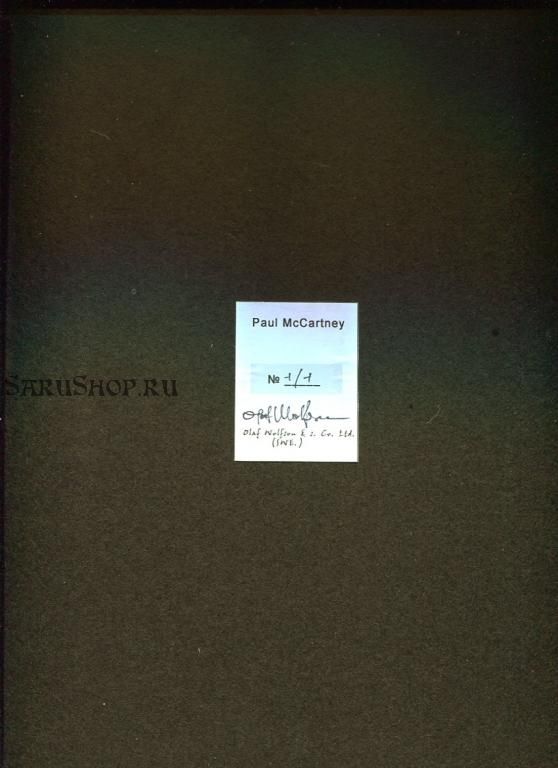 Paul McCartney
№ 1/1
SARUSHOP.RU
Olaf Wolfson & s. Co. Ltd.
(SWE.)